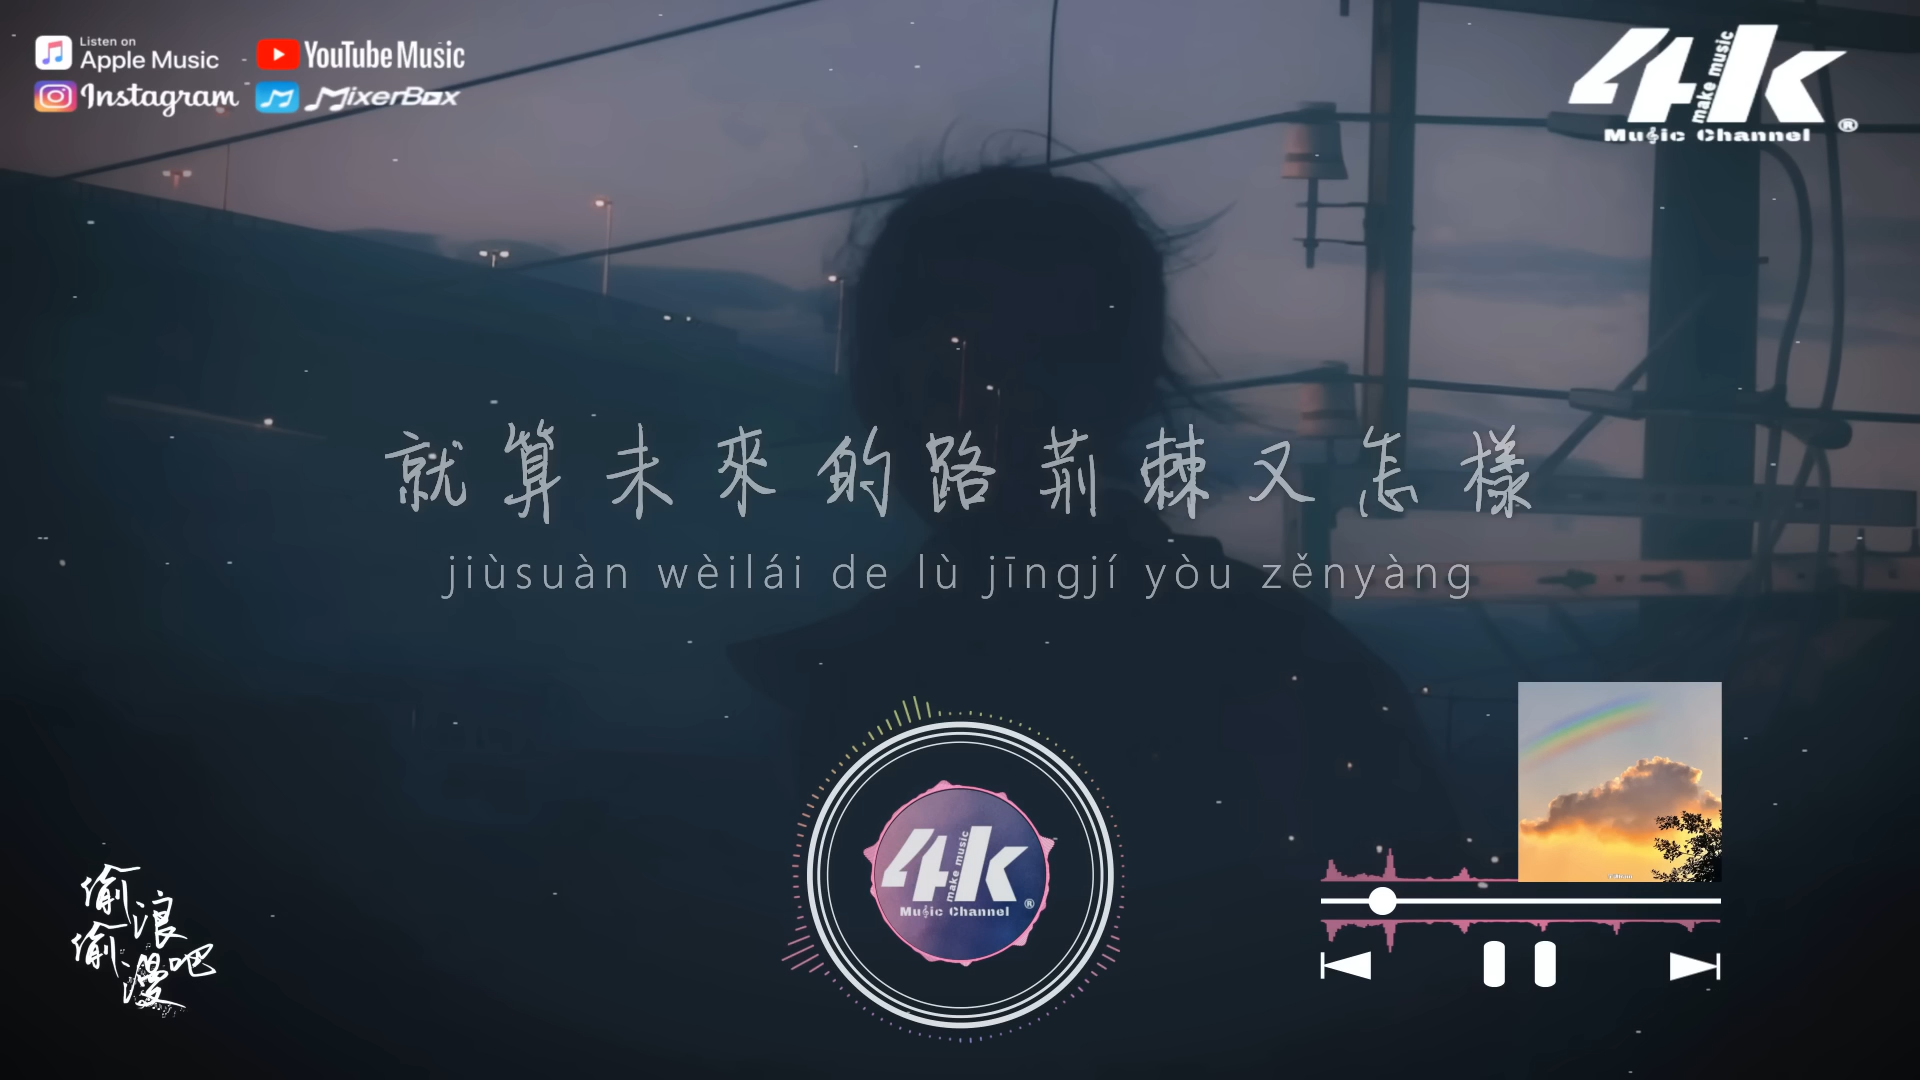 Listen on
Apple Music
YouTube Music
Instagram
MixerBox
4k
make music
Music Channel ®
就算未來的路荊棘又怎樣
jiùsuàn wèilái de lù jīngjí yòu zěnyàng
4k
make music
Music Channel ®
偷偷浪漫吧